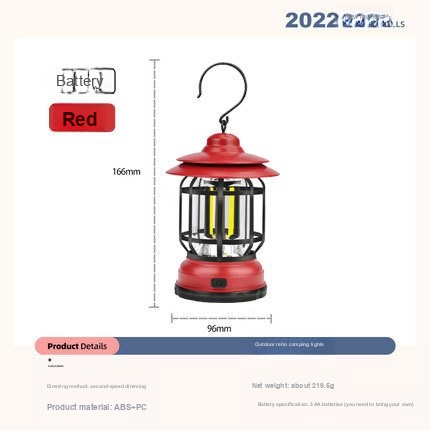 2022
Battery
Red
166mm
96mm
Product Details
Outdoor retro camping lights
Dimming method: second-speed dimming
Net weight: about 219.5g
Product material: ABS+PC
Battery specification: 3 AA batteries (you need to bring your own)